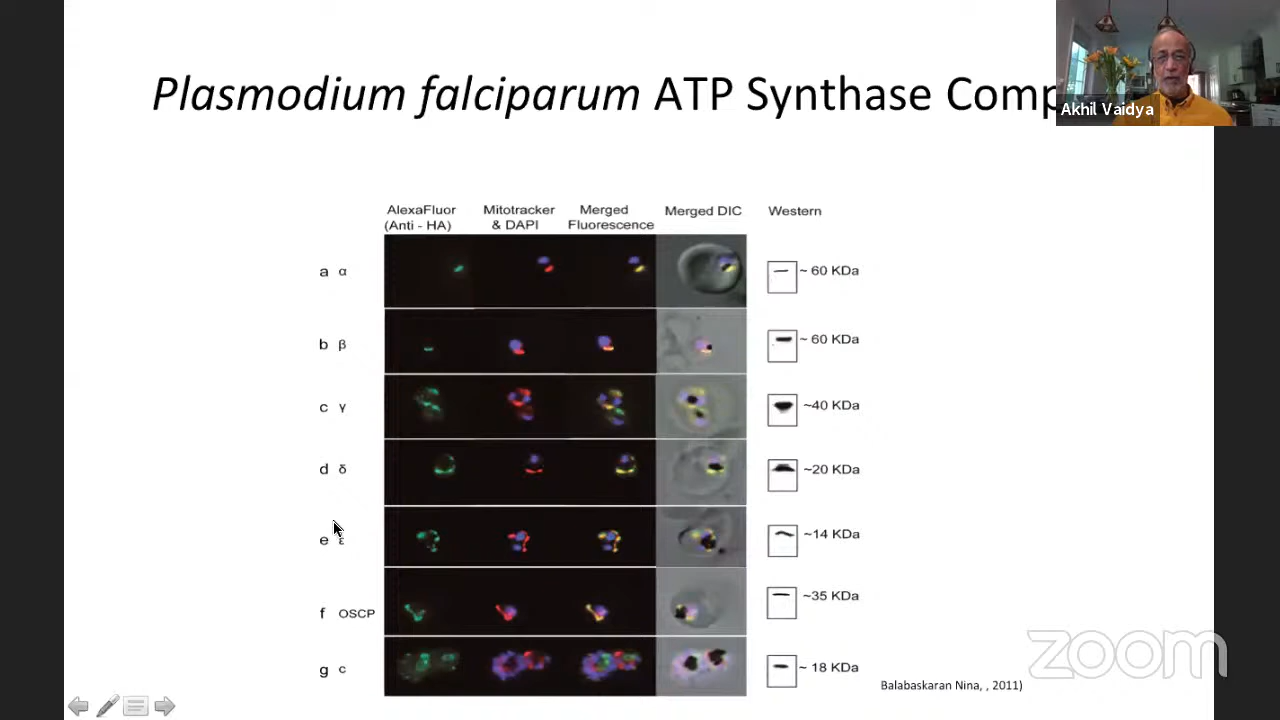 Plasmodium falciparum ATP Synthase Comp
Akhil Vaidya
AlexaFluor
(Anti - HA)
Mitotracker
& DAPI
Merged
Fluorescence
Merged DIC
Western
a α
~ 60 KDa
b β
~ 60 KDa
c γ
~40 KDa
d δ
~20 KDa
e ε
~14 KDa
f OSCP
~35 KDa
g c
~ 18 KDa
Balabaskaran Nina, , 2011)
zoom